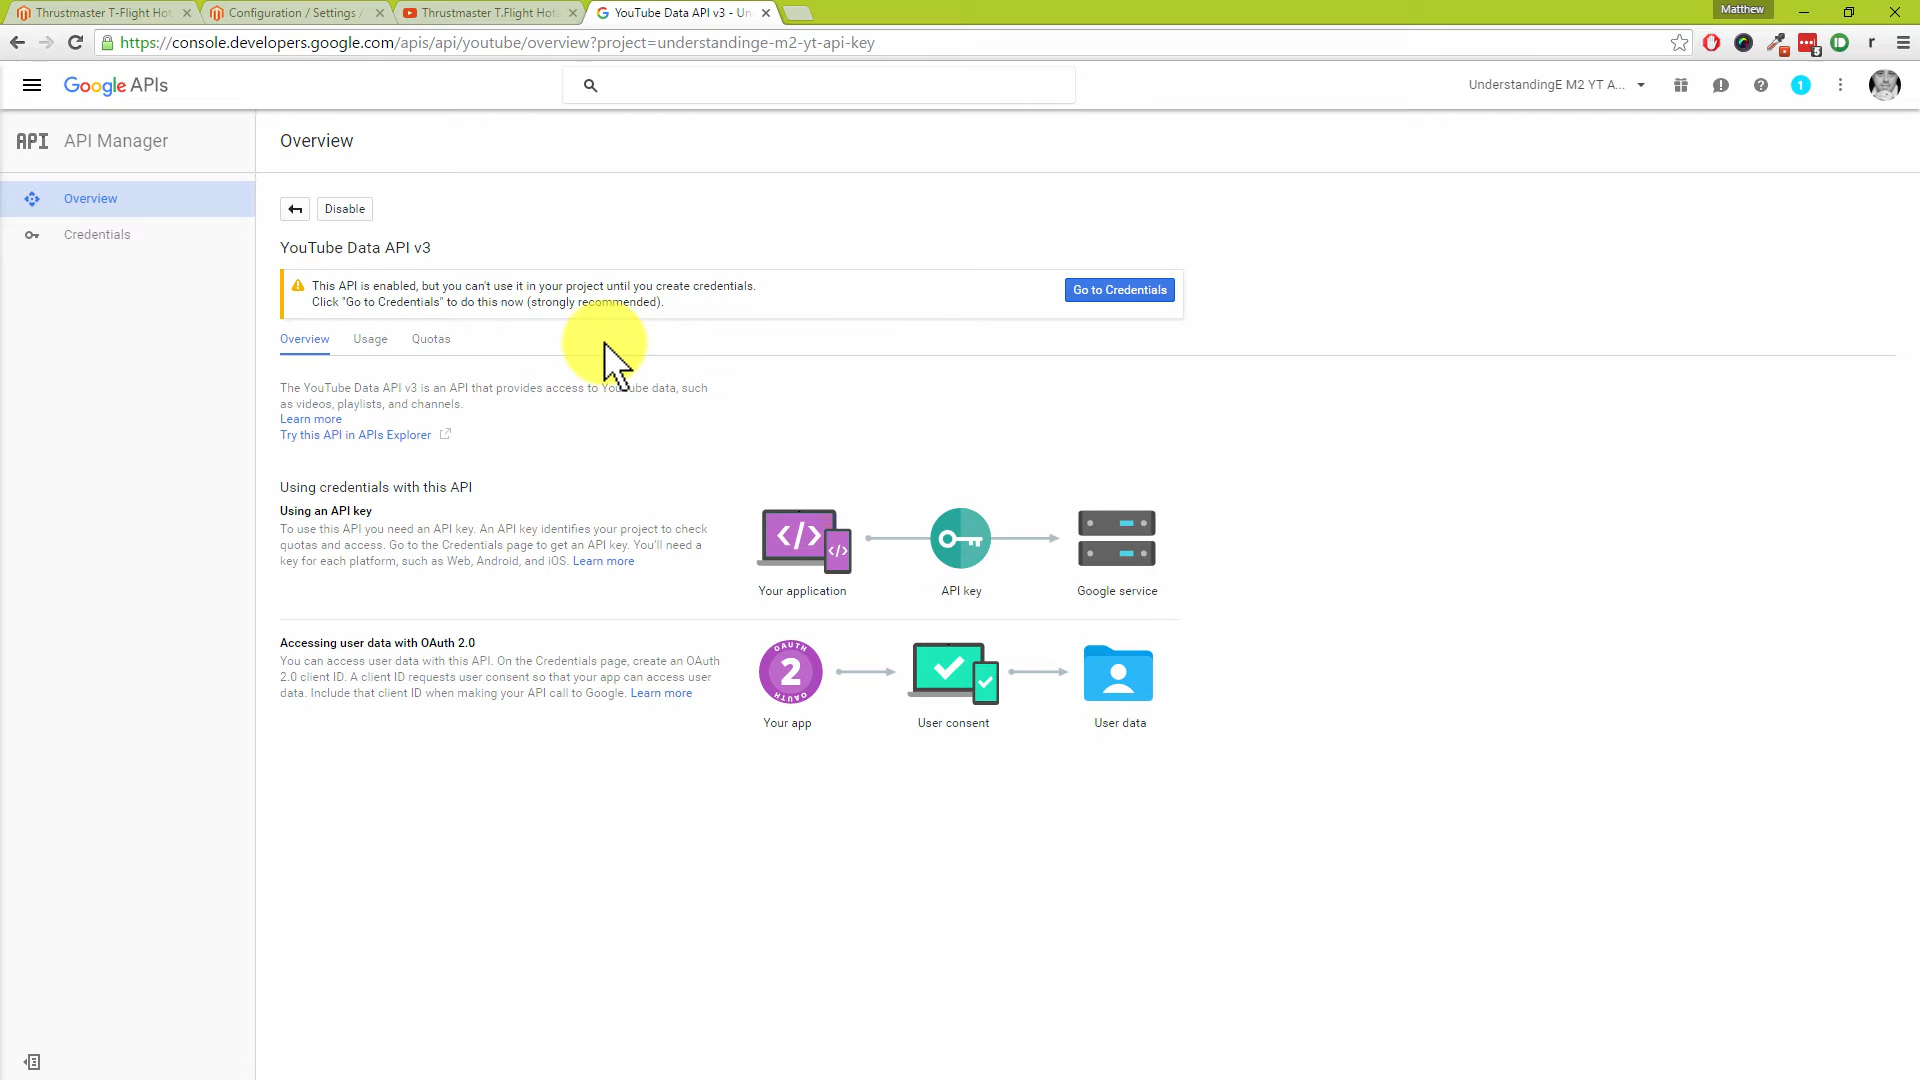 Thrustmaster T-Flight Hot
Configuration / Settings /
Thrustmaster T.Flight Hot
YouTube Data API v3 - Un
Matthew
https://console.developers.google.com/apis/api/youtube/overview?project=understandinge-m2-yt-api-key
Google APIs
UnderstandingE M2 YT A...
1
API API Manager
Overview
Overview
Credentials
Disable
YouTube Data API v3
This API is enabled, but you can't use it in your project until you create credentials.
Click "Go to Credentials" to do this now (strongly recommended).
Go to Credentials
Overview Usage Quotas
The YouTube Data API v3 is an API that provides access to YouTube data, such
as videos, playlists, and channels.
Learn more
Try this API in APIs Explorer
Using credentials with this API
Using an API key
To use this API you need an API key. An API key identifies your project to check
quotas and access. Go to the Credentials page to get an API key. You'll need a
key for each platform, such as Web, Android, and iOS. Learn more
</>
</>
Your application
API key
Google service
Accessing user data with OAuth 2.0
You can access user data with this API. On the Credentials page, create an OAuth
2.0 client ID. A client ID requests user consent so that your app can access user
data. Include that client ID when making your API call to Google. Learn more
OAUTH
2
OAUTH
Your app
User consent
User data